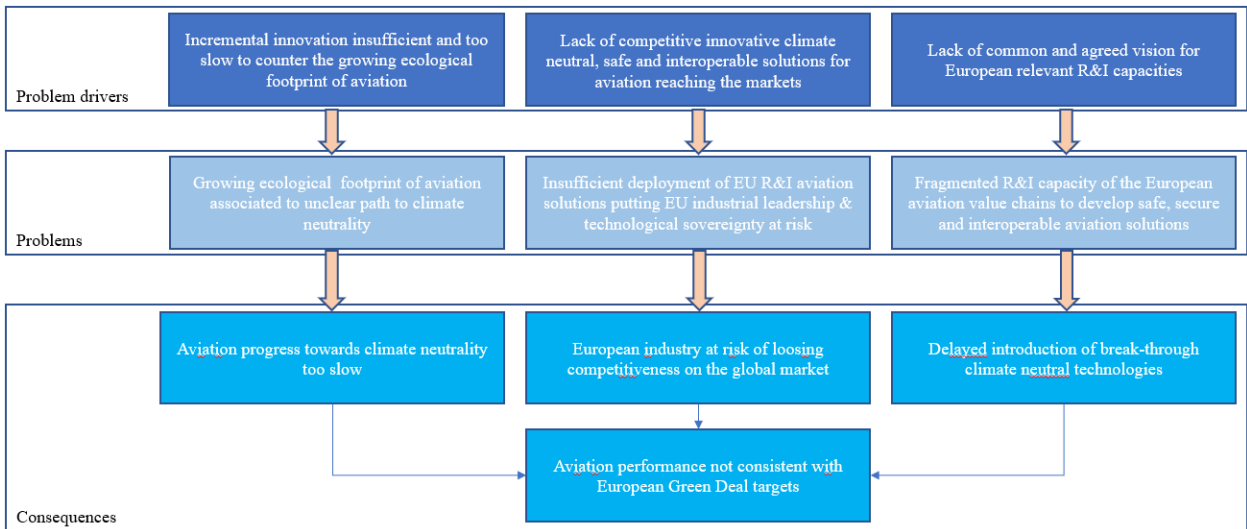 Incremental innovation insufficient and too
slow to counter the growing ecological
footprint of aviation
Lack of competitive innovative climate
neutral, safe and interoperable solutions for
aviation reaching the markets
Lack of common and agreed vision for
European relevant R&I capacities
Problem drivers
Growing ecological footprint of aviation
associated to unclear path to climate
neutrality
Insufficient deployment of EU R&I aviation
solutions putting EU industrial leadership &
technological sovereignty at risk
Fragmented R&I capacity of the European
aviation value chains to develop safe, secure
and interoperable aviation solutions
Problems
Aviation progress towards climate neutrality
too slow
European industry at risk of loosing
competitiveness on the global market
Delayed introduction of break-through
climate neutral technologies
Aviation performance not consistent with
European Green Deal targets
Consequences